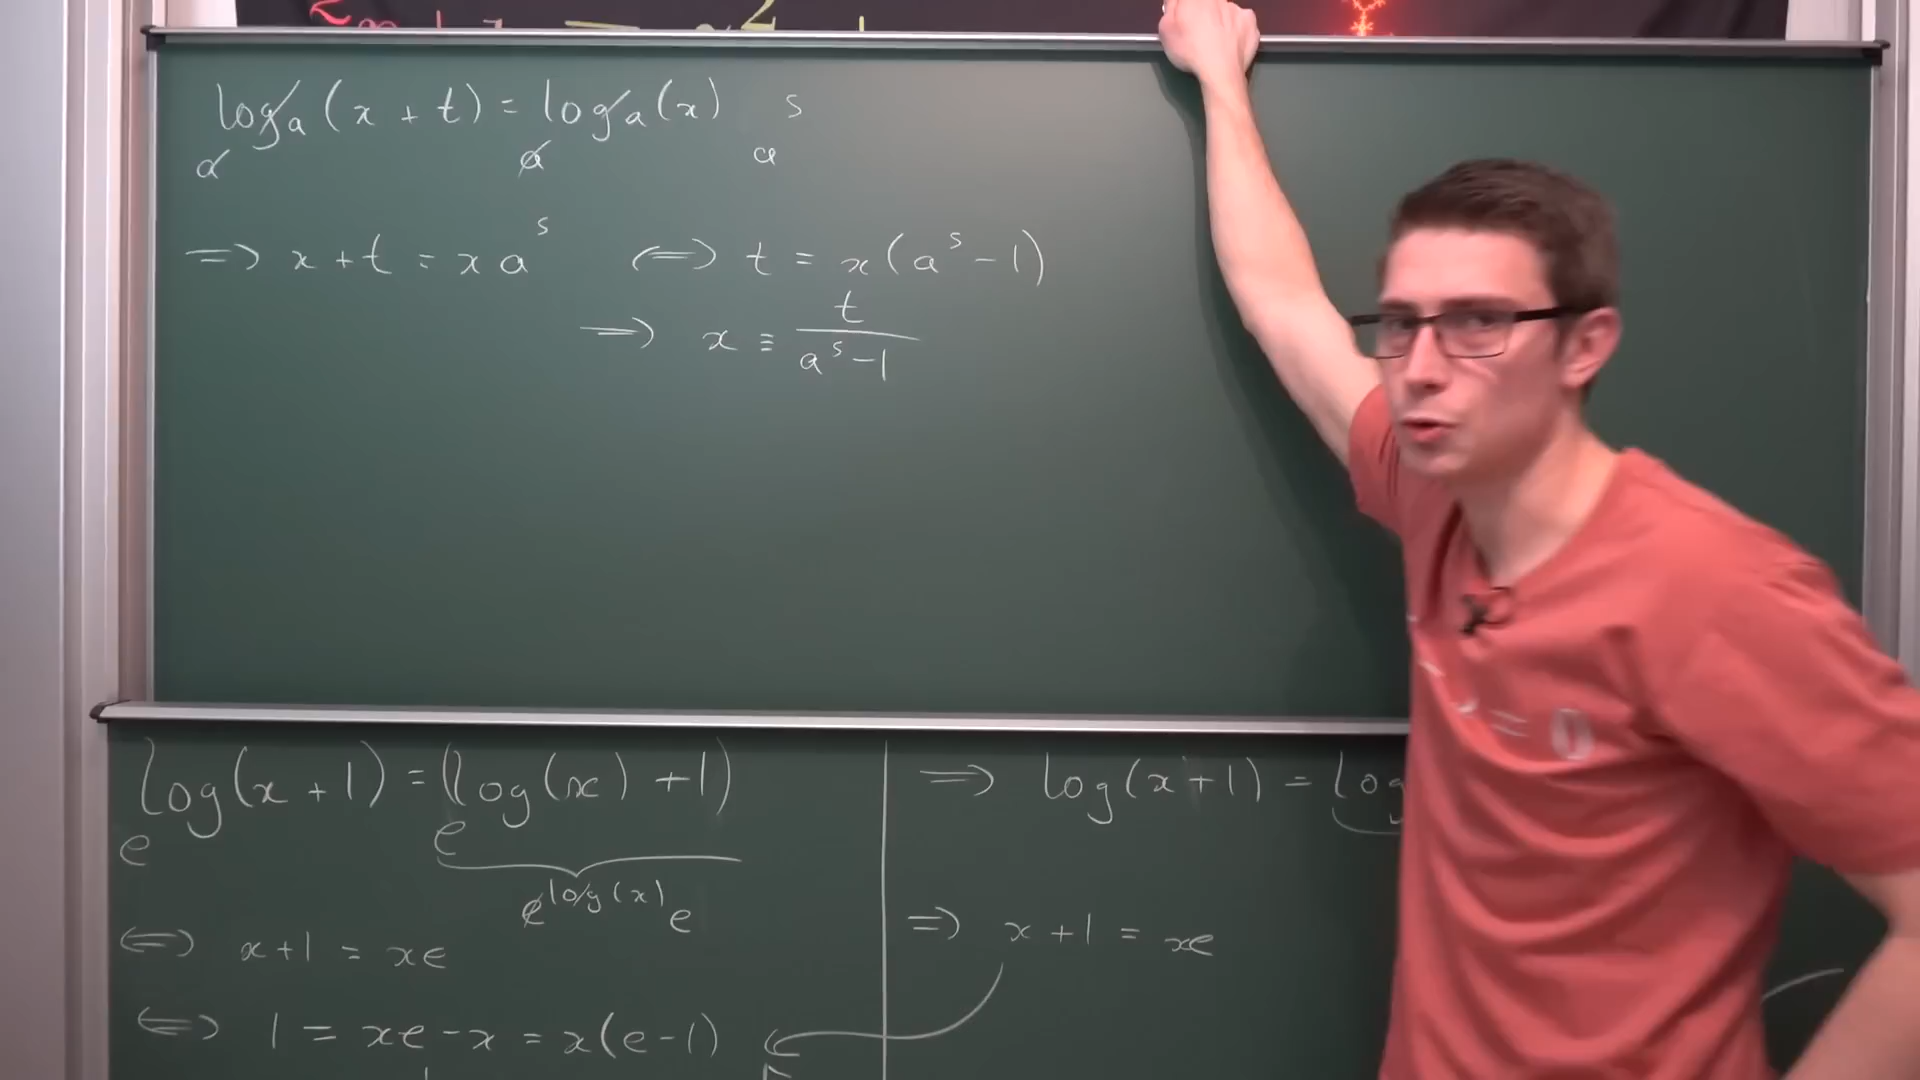 log_a(x+t) = log_a(x) s
a a a
=> x+t = x a^s <=> t = x(a^s-1)
=> x ≡ t/(a^s-1)
log(x+1) = (log(x)+1)
e e
e^log(x) e
<=> x+1 = xe
<=> 1 = xe-x = x(e-1)
=> log(x+1) = log
=> x+1 = xe
= 0